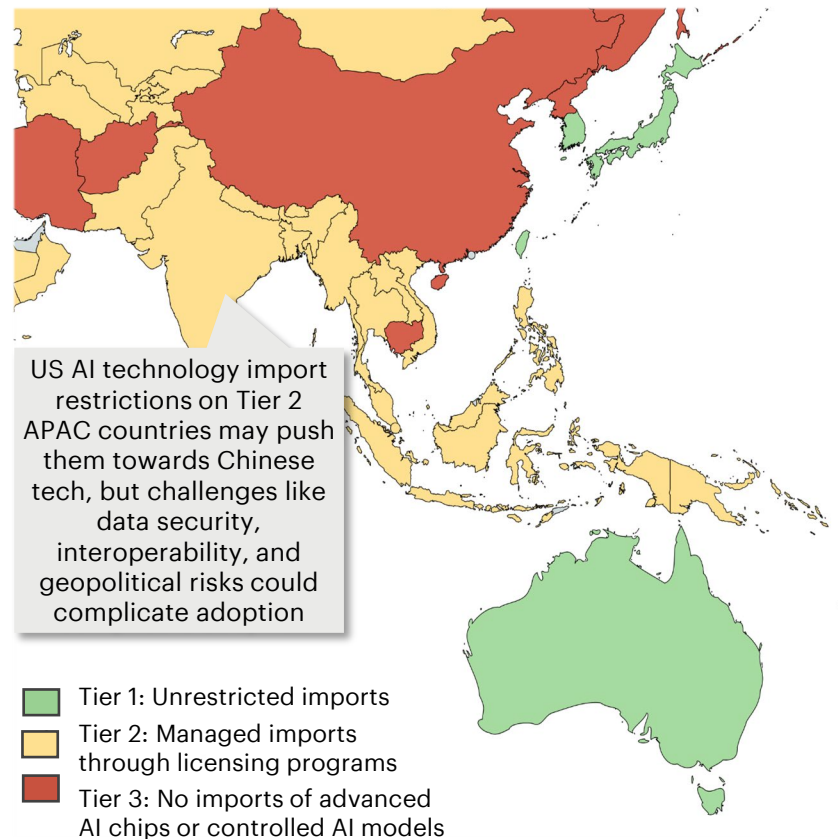 US AI technology import
restrictions on Tier 2
APAC countries may push
them towards Chinese
tech, but challenges like
data security,
interoperability, and
geopolitical risks could
complicate adoption
Tier 1: Unrestricted imports
Tier 2: Managed imports
through licensing programs
Tier 3: No imports of advanced
AI chips or controlled AI models